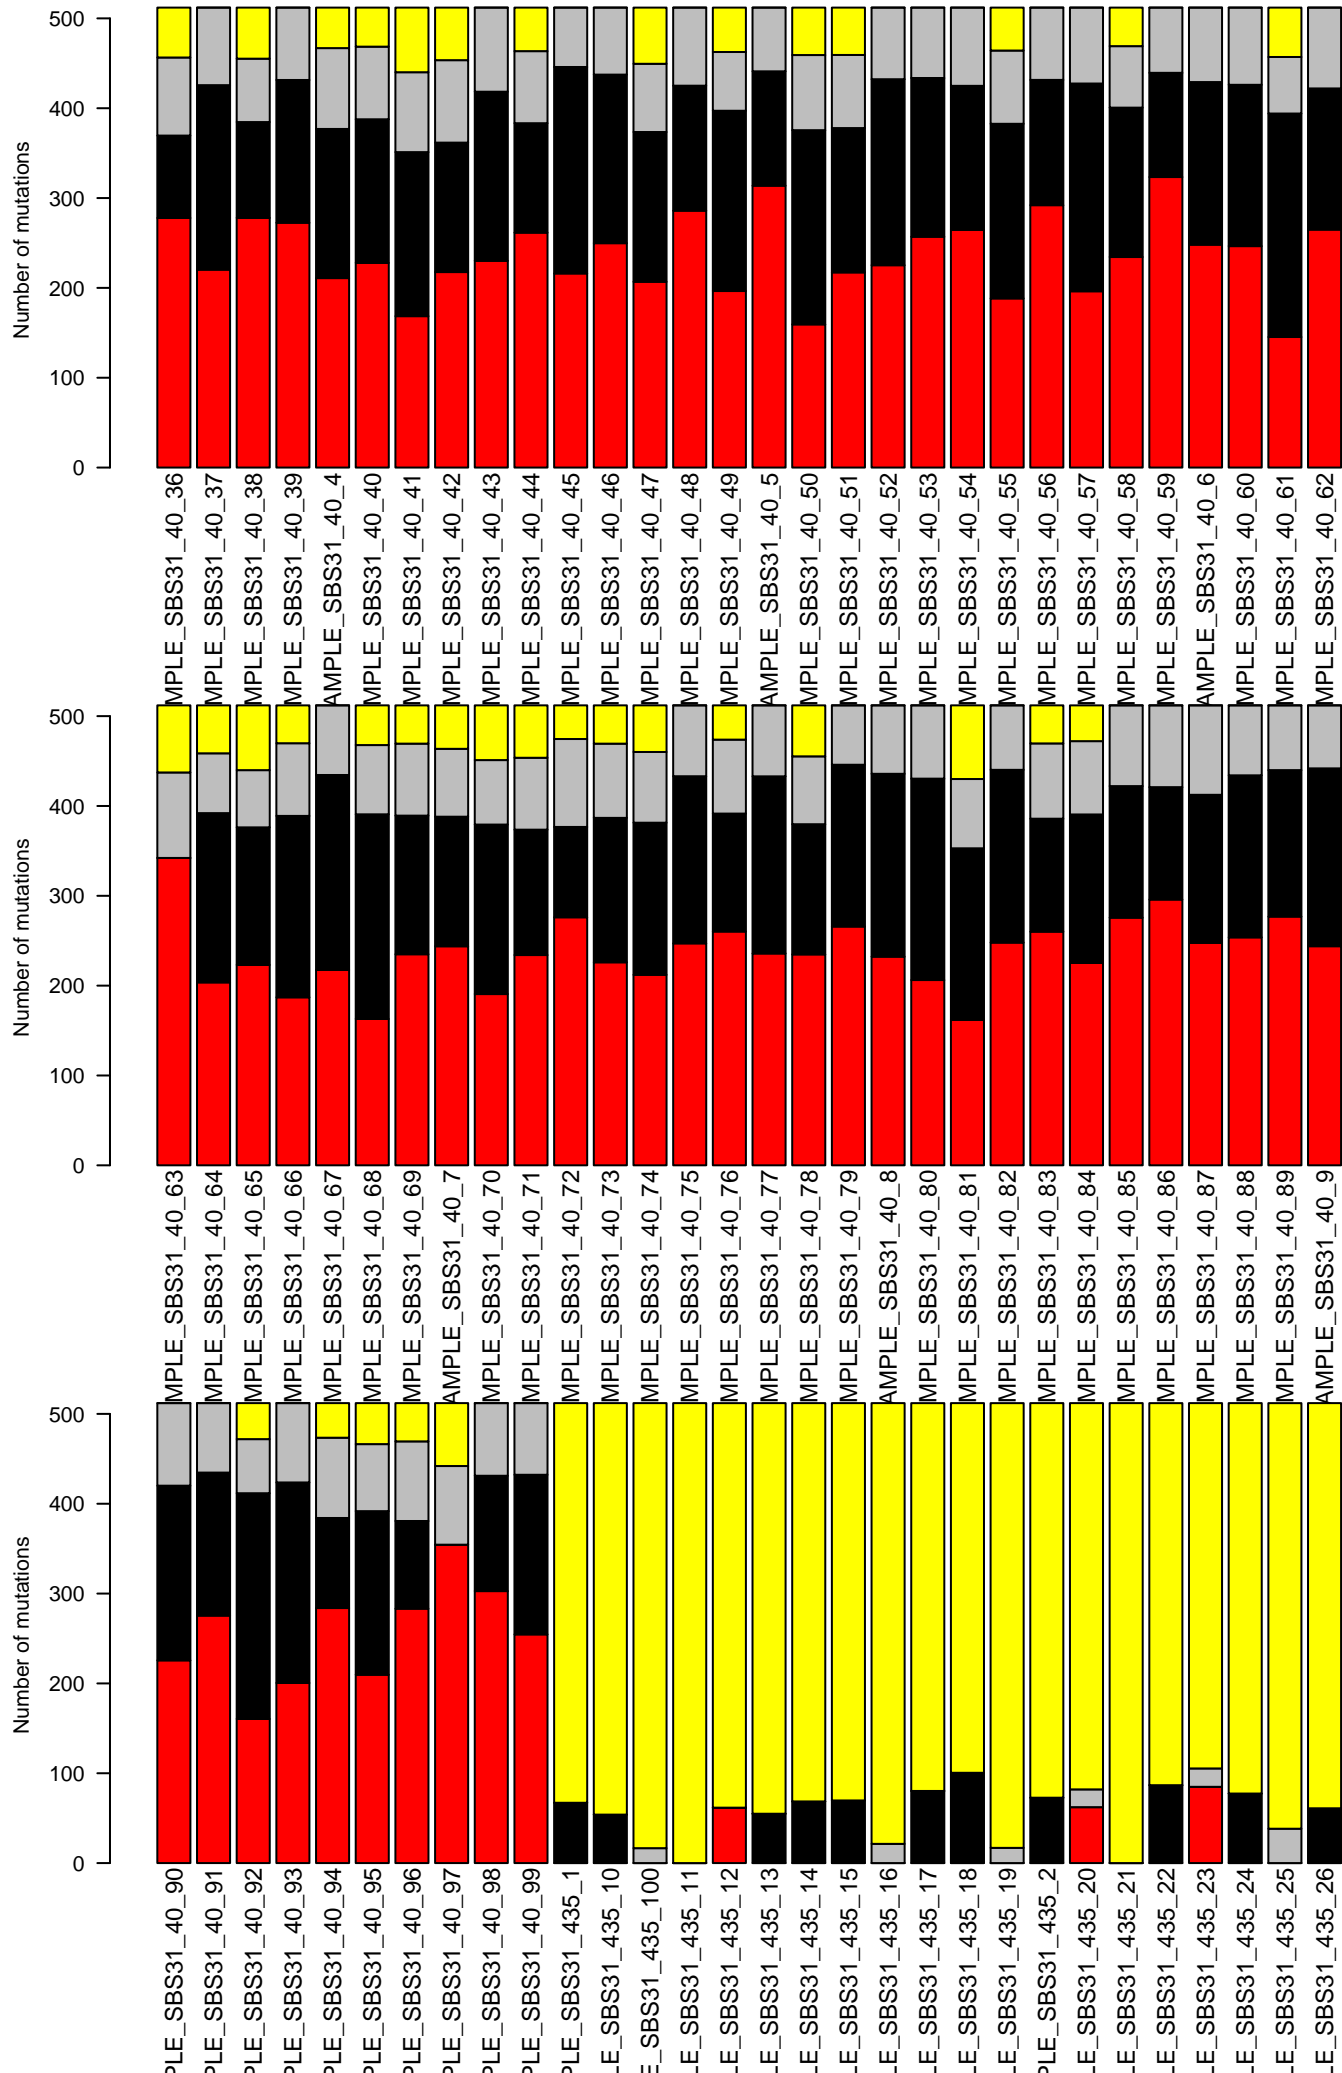 Number of mutations
500
400
300
200
100
0
MPLE_SBS31_40_36
MPLE_SBS31_40_37
MPLE_SBS31_40_38
MPLE_SBS31_40_39
AMPLE_SBS31_40_4
MPLE_SBS31_40_40
MPLE_SBS31_40_41
MPLE_SBS31_40_42
MPLE_SBS31_40_43
MPLE_SBS31_40_44
MPLE_SBS31_40_45
MPLE_SBS31_40_46
MPLE_SBS31_40_47
MPLE_SBS31_40_48
MPLE_SBS31_40_49
AMPLE_SBS31_40_5
MPLE_SBS31_40_50
MPLE_SBS31_40_51
MPLE_SBS31_40_52
MPLE_SBS31_40_53
MPLE_SBS31_40_54
MPLE_SBS31_40_55
MPLE_SBS31_40_56
MPLE_SBS31_40_57
MPLE_SBS31_40_58
MPLE_SBS31_40_59
AMPLE_SBS31_40_6
MPLE_SBS31_40_60
MPLE_SBS31_40_61
MPLE_SBS31_40_62
Number of mutations
500
400
300
200
100
0
MPLE_SBS31_40_63
MPLE_SBS31_40_64
MPLE_SBS31_40_65
MPLE_SBS31_40_66
MPLE_SBS31_40_67
MPLE_SBS31_40_68
MPLE_SBS31_40_69
AMPLE_SBS31_40_7
MPLE_SBS31_40_70
MPLE_SBS31_40_71
MPLE_SBS31_40_72
MPLE_SBS31_40_73
MPLE_SBS31_40_74
MPLE_SBS31_40_75
MPLE_SBS31_40_76
MPLE_SBS31_40_77
MPLE_SBS31_40_78
MPLE_SBS31_40_79
AMPLE_SBS31_40_8
MPLE_SBS31_40_80
MPLE_SBS31_40_81
MPLE_SBS31_40_82
MPLE_SBS31_40_83
MPLE_SBS31_40_84
MPLE_SBS31_40_85
MPLE_SBS31_40_86
MPLE_SBS31_40_87
MPLE_SBS31_40_88
MPLE_SBS31_40_89
AMPLE_SBS31_40_9
Number of mutations
500
400
300
200
100
0
PLE_SBS31_40_90
PLE_SBS31_40_91
PLE_SBS31_40_92
PLE_SBS31_40_93
PLE_SBS31_40_94
PLE_SBS31_40_95
PLE_SBS31_40_96
PLE_SBS31_40_97
PLE_SBS31_40_98
PLE_SBS31_40_99
PLE_SBS31_435_1
LE_SBS31_435_10
E_SBS31_435_100
LE_SBS31_435_11
LE_SBS31_435_12
LE_SBS31_435_13
LE_SBS31_435_14
LE_SBS31_435_15
LE_SBS31_435_16
LE_SBS31_435_17
LE_SBS31_435_18
LE_SBS31_435_19
PLE_SBS31_435_2
LE_SBS31_435_20
LE_SBS31_435_21
LE_SBS31_435_22
LE_SBS31_435_23
LE_SBS31_435_24
LE_SBS31_435_25
LE_SBS31_435_26